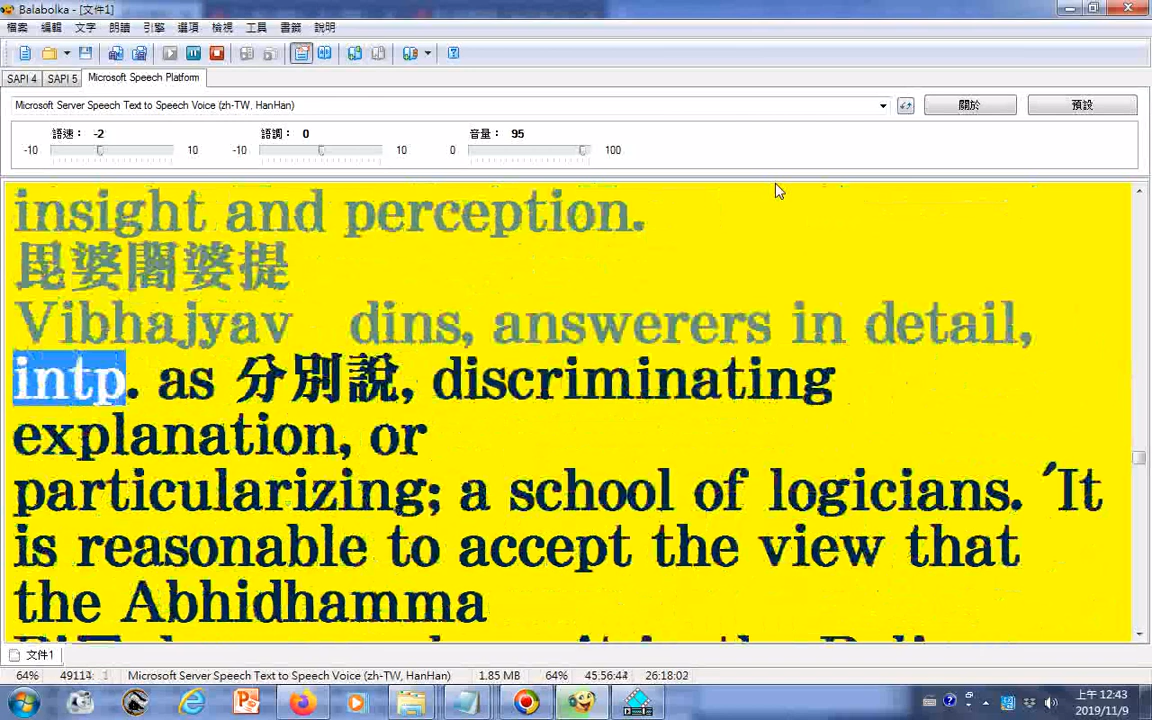 Balabolka - [文件1]
檔案 編輯 文字 朗讀 引擎 選項 檢視 工具 書籤 說明
SAPI 4 SAPI 5 Microsoft Speech Platform
Microsoft Server Speech Text to Speech Voice (zh-TW, HanHan) 關於 預設
語速： -2 語調： 0 音量： 95
-10 10 -10 10 0 100
insight and perception.
毘婆闍婆提
Vibhajyav dins, answerers in detail,
intp. as 分別說, discriminating
explanation, or
particularizing; a school of logicians. 'It
is reasonable to accept the view that
the Abhidhamma
文件1
64% 49114: 1 Microsoft Server Speech Text to Speech Voice (zh-TW, HanHan) 1.85 MB 64% 45:56:44 26:18:02
上午 12:43
2019/11/9